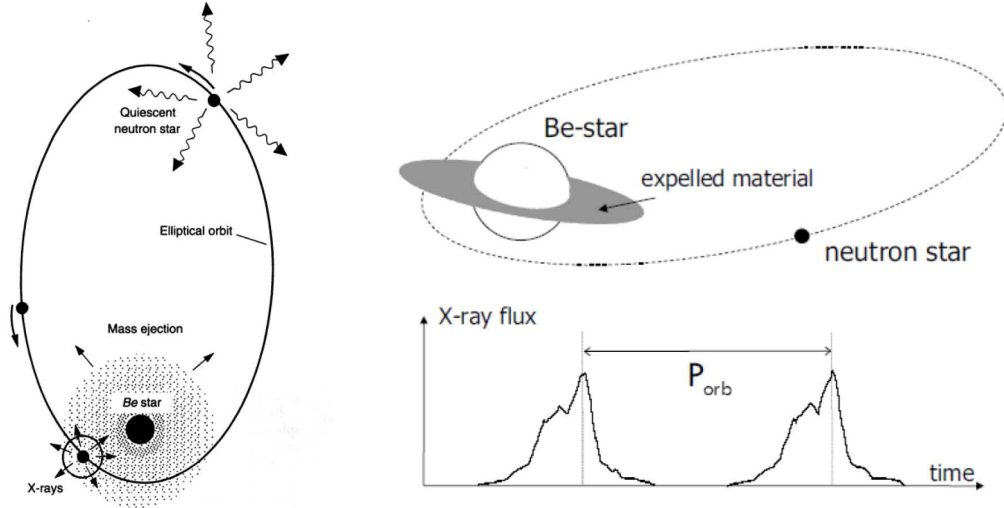 Quiescent
neutron star
Elliptical orbit
Mass ejection
Be star
X-rays
Be-star
expelled material
neutron star
X-ray flux
Porb
time